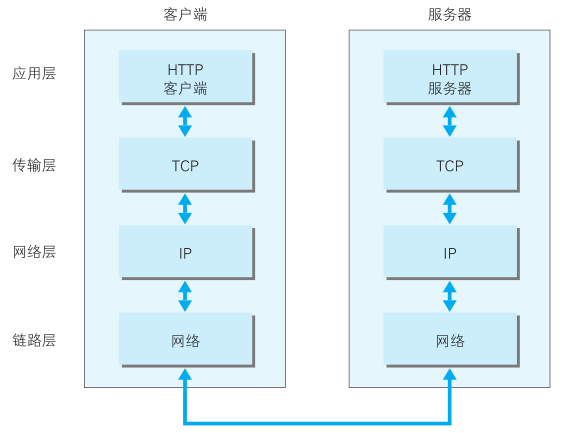 客户端 服务器
应用层 HTTP HTTP
客户端 服务器
传输层 TCP TCP
网络层 IP IP
链路层 网络 网络